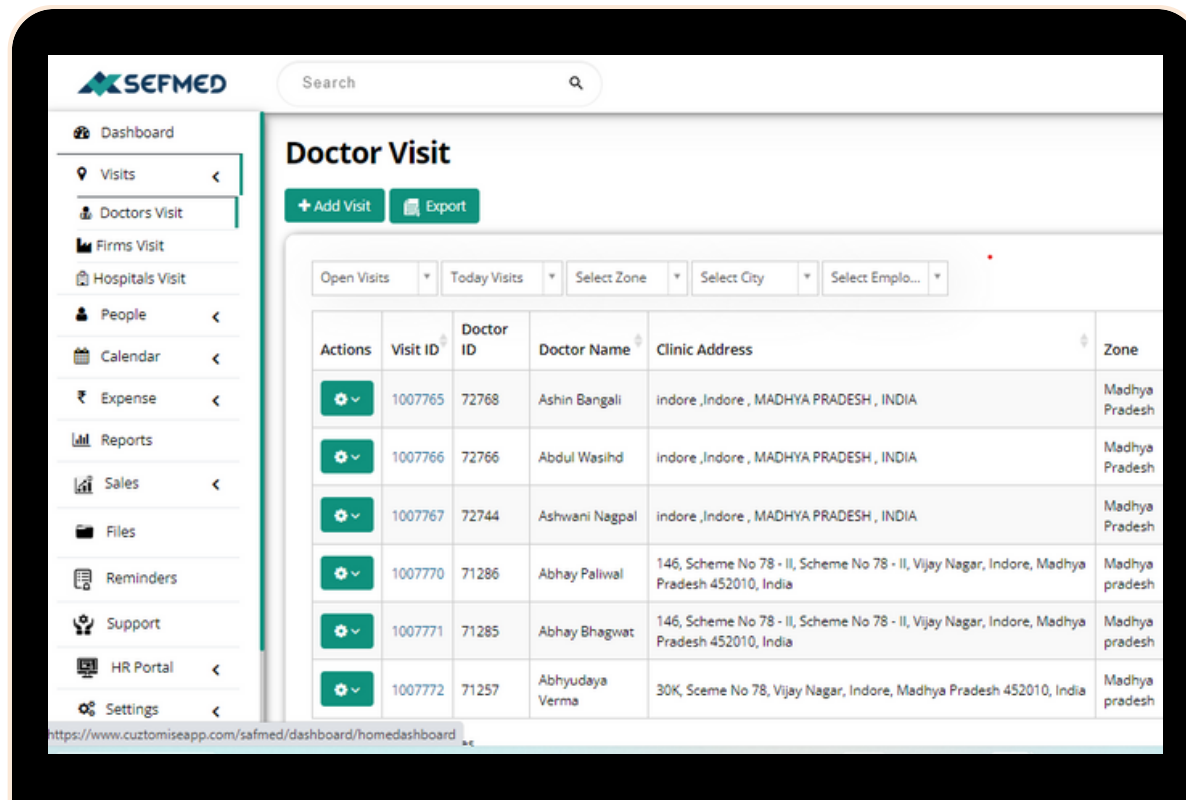 SEFMED
Search
Dashboard
Visits
Doctors Visit
Firms Visit
Hospitals Visit
People
Calendar
Expense
Reports
Sales
Files
Reminders
Support
HR Portal
Settings
Doctor Visit
+ Add Visit Export
Open Visits Today Visits Select Zone Select City Select Emplo...
Actions Visit ID Doctor ID Doctor Name Clinic Address Zone
1007765 72768 Ashin Bangali indore ,Indore , MADHYA PRADESH , INDIA Madhya Pradesh
1007766 72766 Abdul Wasihd indore ,Indore , MADHYA PRADESH , INDIA Madhya Pradesh
1007767 72744 Ashwani Nagpal indore ,Indore , MADHYA PRADESH , INDIA Madhya Pradesh
1007770 71286 Abhay Paliwal 146, Scheme No 78 - II, Scheme No 78 - II, Vijay Nagar, Indore, Madhya Pradesh 452010, India Madhya pradesh
1007771 71285 Abhay Bhagwat 146, Scheme No 78 - II, Scheme No 78 - II, Vijay Nagar, Indore, Madhya Pradesh 452010, India Madhya pradesh
1007772 71257 Abhyudaya Verma 30K, Sceme No 78, Vijay Nagar, Indore, Madhya Pradesh 452010, India Madhya pradesh
https://www.cuztomiseapp.com/safmed/dashboard/homedashboard